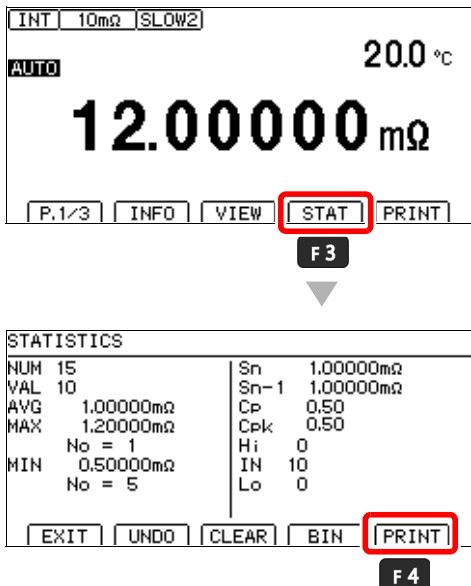 INT 10mΩ SLOW2
20.0 °C
AUTO
12.00000 mΩ
P.1/3 INFO VIEW STAT PRINT
F 3
STATISTICS
NUM 15
VAL 10
AVG 1.00000mΩ
MAX 1.20000mΩ
No = 1
MIN 0.50000mΩ
No = 5
Sn 1.00000mΩ
Sn-1 1.00000mΩ
Cp 0.50
Cpk 0.50
Hi 0
IN 10
Lo 0
EXIT UNDO CLEAR BIN PRINT
F 4